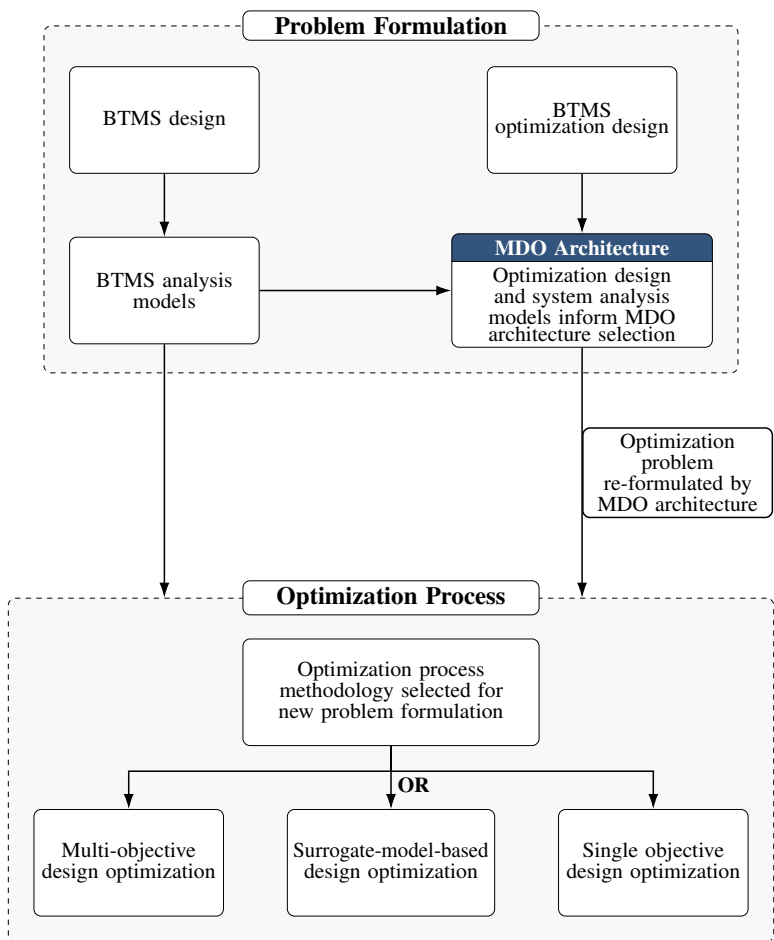 Problem Formulation
BTMS design
BTMS
optimization design
BTMS analysis
models
MDO Architecture
Optimization design
and system analysis
models inform MDO
architecture selection
Optimization
problem
re-formulated by
MDO architecture
Optimization Process
Optimization process
methodology selected for
new problem formulation
OR
Multi-objective
design optimization
Surrogate-model-based
design optimization
Single objective
design optimization